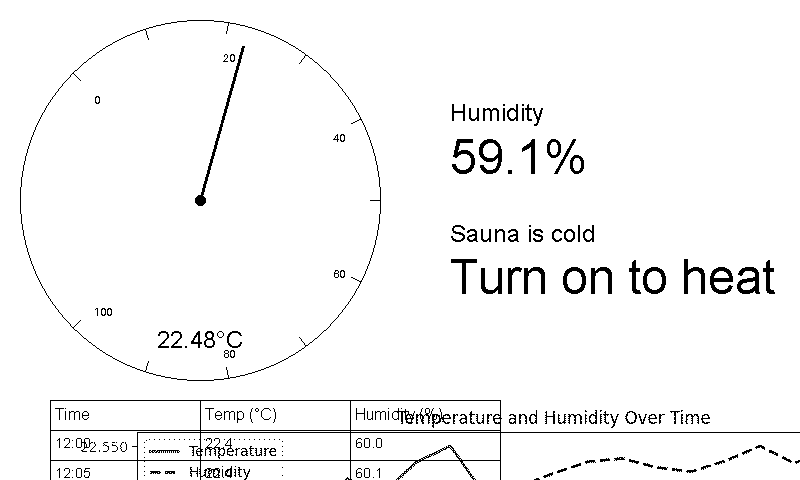 20
0
40
60
100
80
22.48°C
Humidity
59.1%
Sauna is cold
Turn on to heat
Time Temp (°C) Humidity (%)
Temperature and Humidity Over Time
12:00 22.4 60.0
22.550
Temperature
12:05 22.4 60.1
Humidity